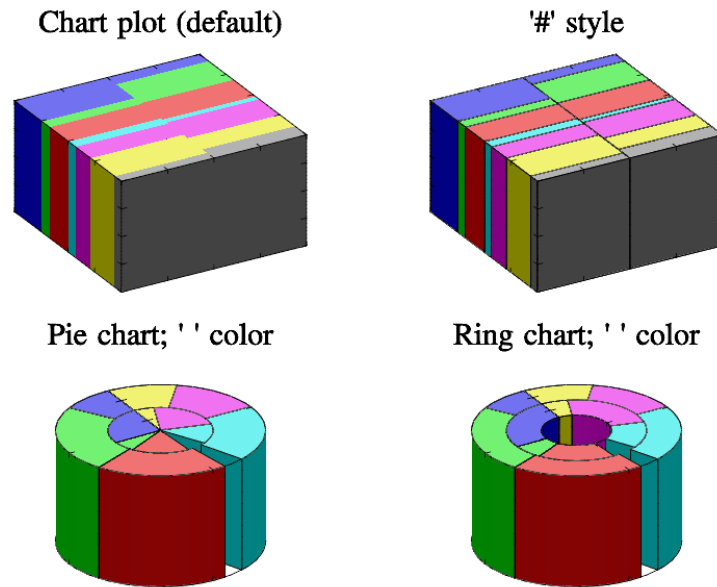 Chart plot (default)
'#' style
Pie chart; ' ' color
Ring chart; ' ' color